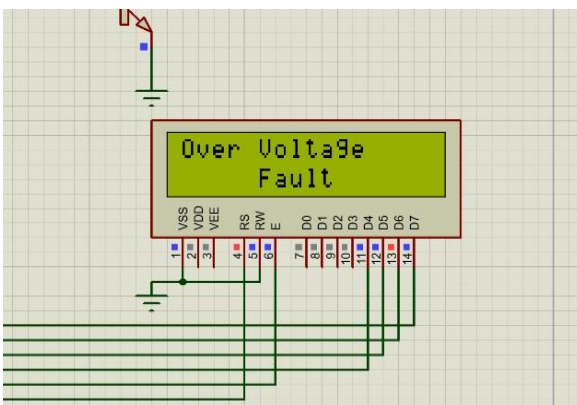 Over Voltage
Fault
VSS
VDD
VEE
RS
RW
E
D0
D1
D2
D3
D4
D5
D6
D7
1
2
3
4
5
6
7
8
9
10
11
12
13
14